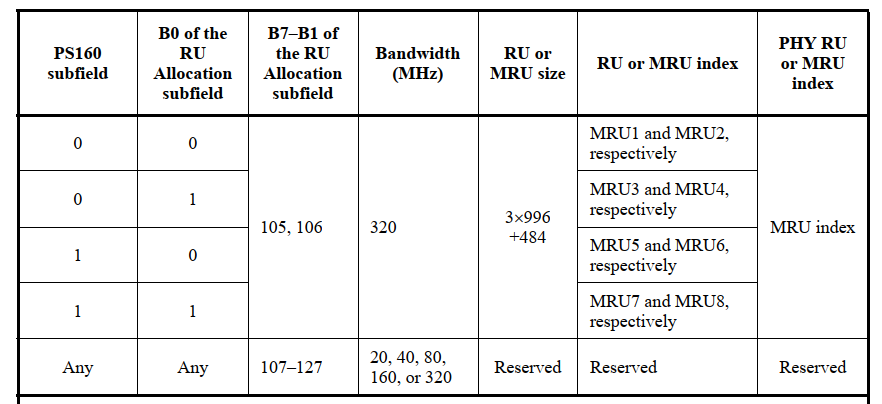 PS160 subfield
B0 of the RU Allocation subfield
B7–B1 of the RU Allocation subfield
Bandwidth (MHz)
RU or MRU size
RU or MRU index
PHY RU or MRU index
0
0
105, 106
320
3×996 +484
MRU1 and MRU2, respectively
MRU index
0
1
MRU3 and MRU4, respectively
1
0
MRU5 and MRU6, respectively
1
1
MRU7 and MRU8, respectively
Any
Any
107–127
20, 40, 80, 160, or 320
Reserved
Reserved
Reserved